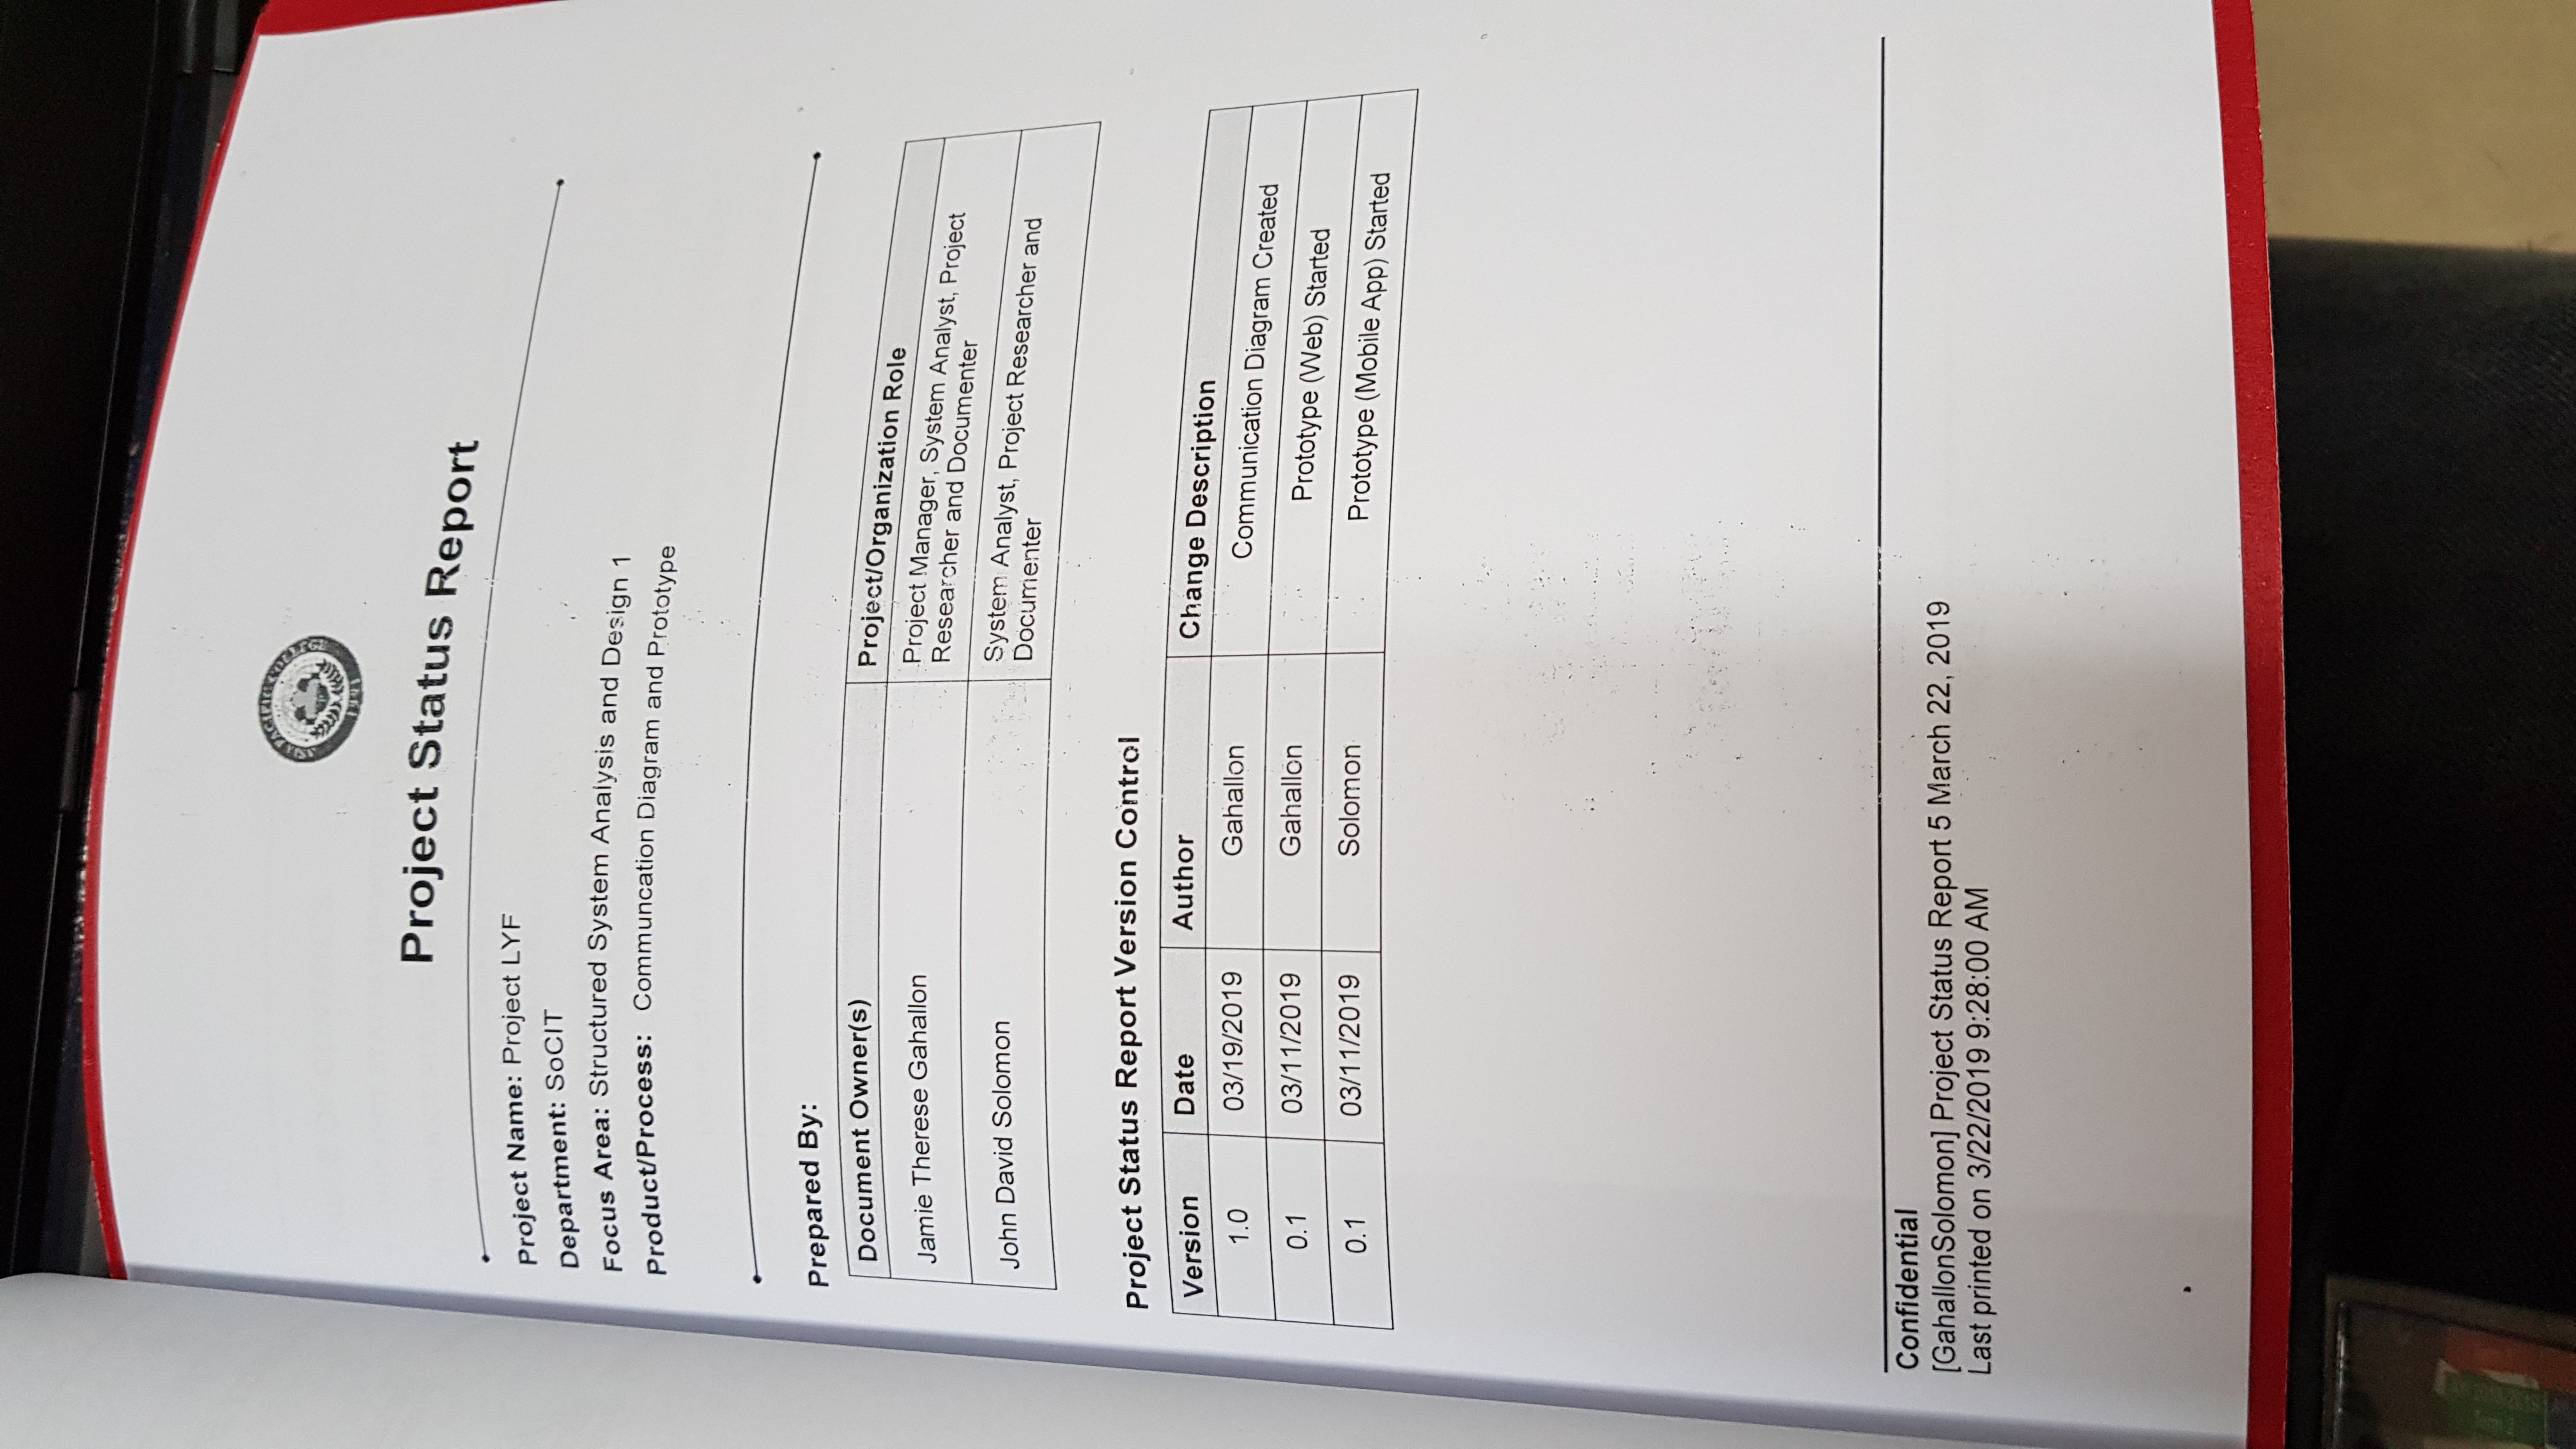 ASIA PACIFIC COLLEGE
Project Status Report
Project Name: Project LYF
Department: SoCIT
Focus Area: Structured System Analysis and Design 1
Product/Process: Communcation Diagram and Prototype
Prepared By:
Document Owner(s) Project/Organization Role
Jamie Therese Gahallon Project Manager, System Analyst, Project
Researcher and Documenter
John David Solomon System Analyst, Project Researcher and
Documenter
Project Status Report Version Control
Version Date Author Change Description
1.0 03/19/2019 Gahallon Communication Diagram Created
0.1 03/11/2019 Gahallon Prototype (Web) Started
0.1 03/11/2019 Solomon Prototype (Mobile App) Started
Confidential
[GahallonSolomon] Project Status Report 5 March 22, 2019
Last printed on 3/22/2019 9:28:00 AM